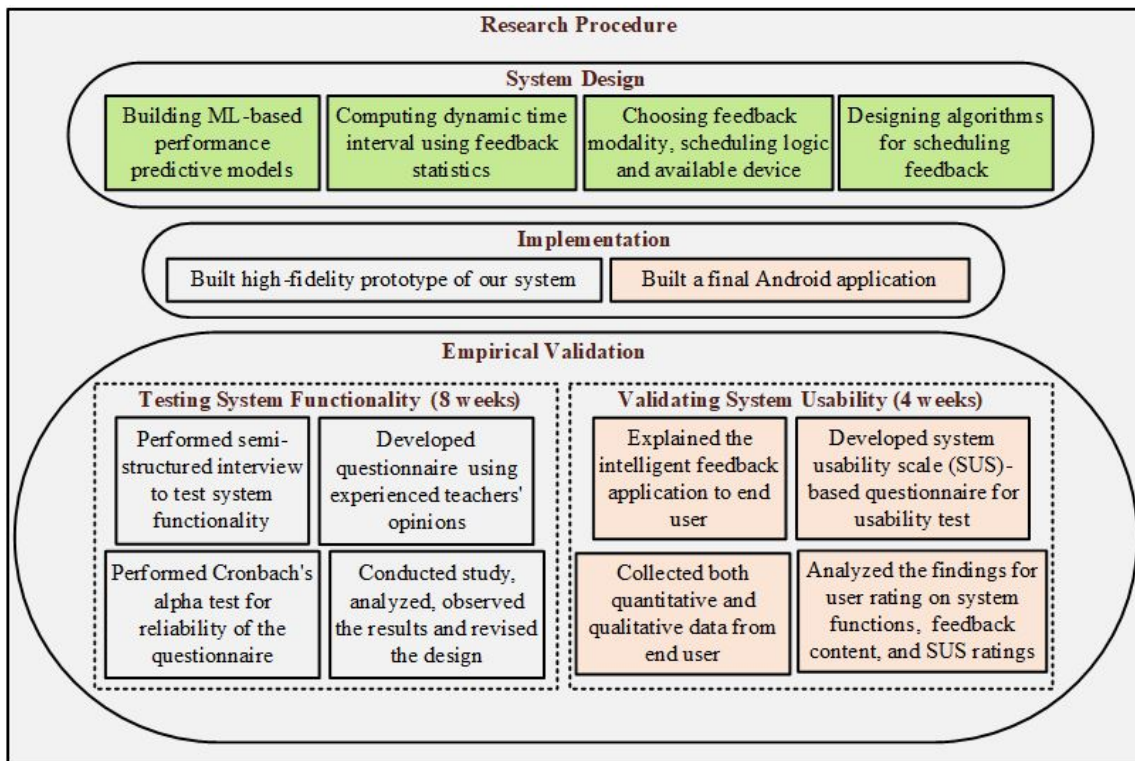 Research Procedure
System Design
Building ML-based
performance
predictive models
Computing dynamic time
interval using feedback
statistics
Choosing feedback
modality, scheduling logic
and available device
Designing algorithms
for scheduling
feedback
Implementation
Built high-fidelity prototype of our system
Built a final Android application
Empirical Validation
Testing System Functionality (8 weeks)
Performed semi-
structured interview
to test system
functionality
Developed
questionnaire using
experienced teachers'
opinions
Performed Cronbach's
alpha test for
reliability of the
questionnaire
Conducted study,
analyzed, observed
the results and revised
the design
Validating System Usability (4 weeks)
Explained the
intelligent feedback
application to end
user
Developed system
usability scale (SUS)-
based questionnaire for
usability test
Collected both
quantitative and
qualitative data from
end user
Analyzed the findings for
user rating on system
functions, feedback
content, and SUS ratings